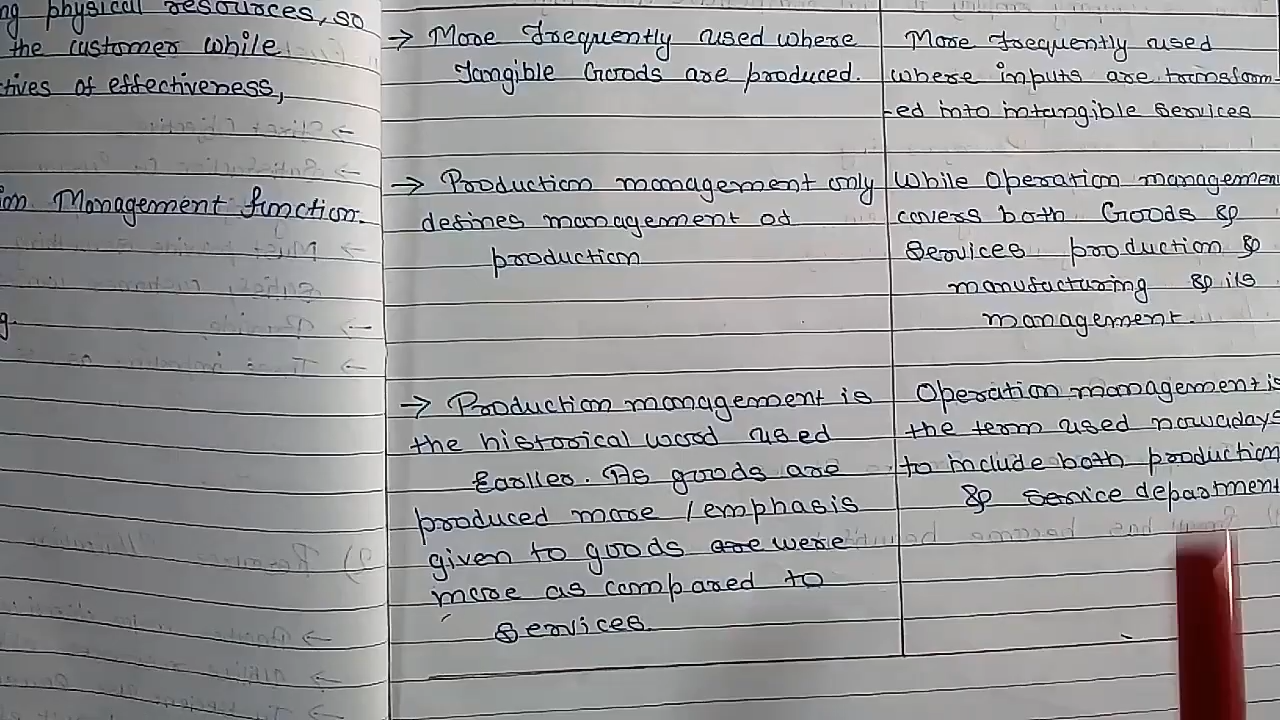 ng physical resources, so
the customer while
tives of effectiveness,
ion Management function.
g.
→ More frequently used where
Tangible Goods are produced.
→ Production management only
defines management of
production
→ Production management is
the historical word used
Earlier. As goods are
produced more / emphasis
given to goods are were
more as compared to
Services.
More frequently used
where inputs are transform-
-ed into intangible Services
While Operation managemen
covers both Goods &
Services production &
manufacturing & its
management.
Operation management is
the term used nowadays
to include both production
& Service department